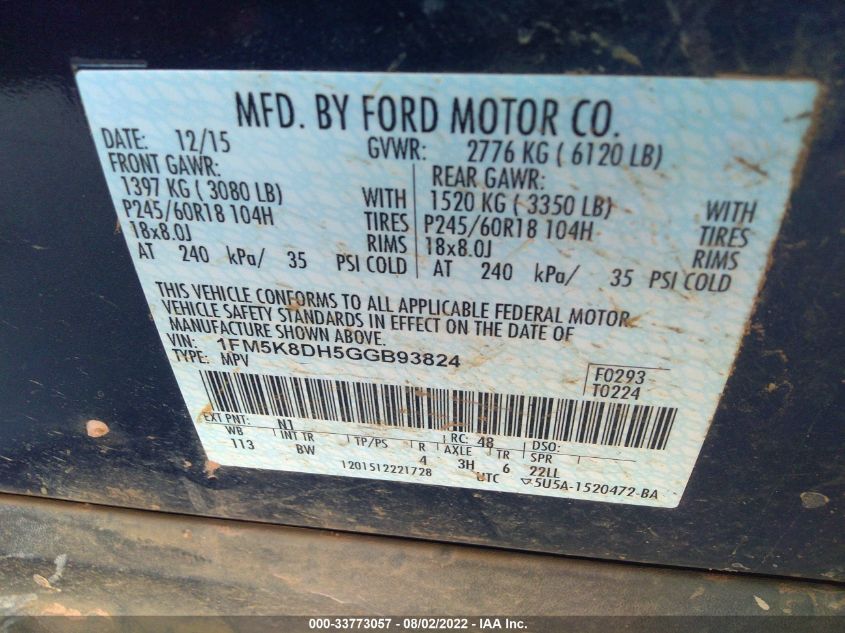 MFD. BY FORD MOTOR CO.
DATE: 12/15 GVWR: 2776 KG ( 6120 LB)
FRONT GAWR: REAR GAWR:
1397 KG ( 3080 LB) WITH 1520 KG ( 3350 LB) WITH
P245/60R18 104H TIRES P245/60R18 104H TIRES
18x8.0J RIMS 18x8.0J RIMS
AT 240 kPa/ 35 PSI COLD AT 240 kPa/ 35 PSI COLD
THIS VEHICLE CONFORMS TO ALL APPLICABLE FEDERAL MOTOR
VEHICLE SAFETY STANDARDS IN EFFECT ON THE DATE OF
MANUFACTURE SHOWN ABOVE.
VIN: 1FM5K8DH5GGB93824
TYPE: MPV
F0293
T0224
EXT PNT: N1 RC: 48 DSO:
WB INT TR TP/PS R AXLE TR SPR
113 BW 4 3H 6 22LL
1201512221728 UTC ▽5U5A-1520472-BA
000-33773057 - 08/02/2022 - IAA Inc.